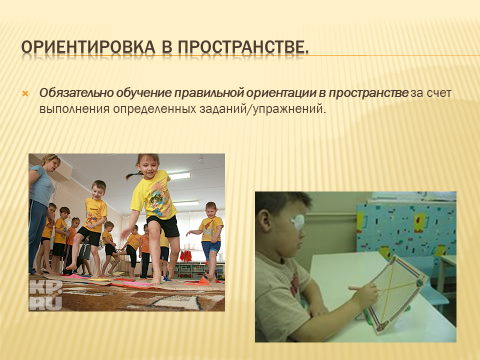 ОРИЕНТИРОВКА В ПРОСТРАНСТВЕ.
Обязательно обучение правильной ориентации в пространстве за счет
выполнения определенных заданий/упражнений.
KP.
RU